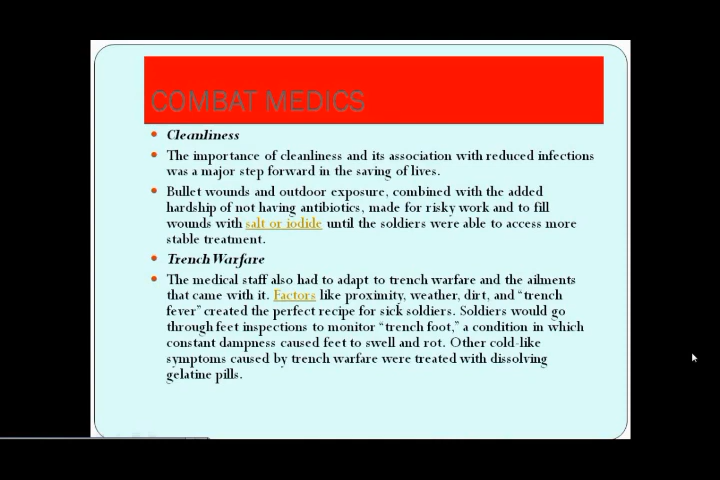 COMBAT MEDICS
Cleanliness
The importance of cleanliness and its association with reduced infections
was a major step forward in the saving of lives.
Bullet wounds and outdoor exposure, combined with the added
hardship of not having antibiotics, made for risky work and to fill
wounds with salt or iodide until the soldiers were able to access more
stable treatment.
Trench Warfare
The medical staff also had to adapt to trench warfare and the ailments
that came with it. Factors like proximity, weather, dirt, and “trench
fever” created the perfect recipe for sick soldiers. Soldiers would go
through feet inspections to monitor “trench foot,” a condition in which
constant dampness caused feet to swell and rot. Other cold-like
symptoms caused by trench warfare were treated with dissolving
gelatine pills.